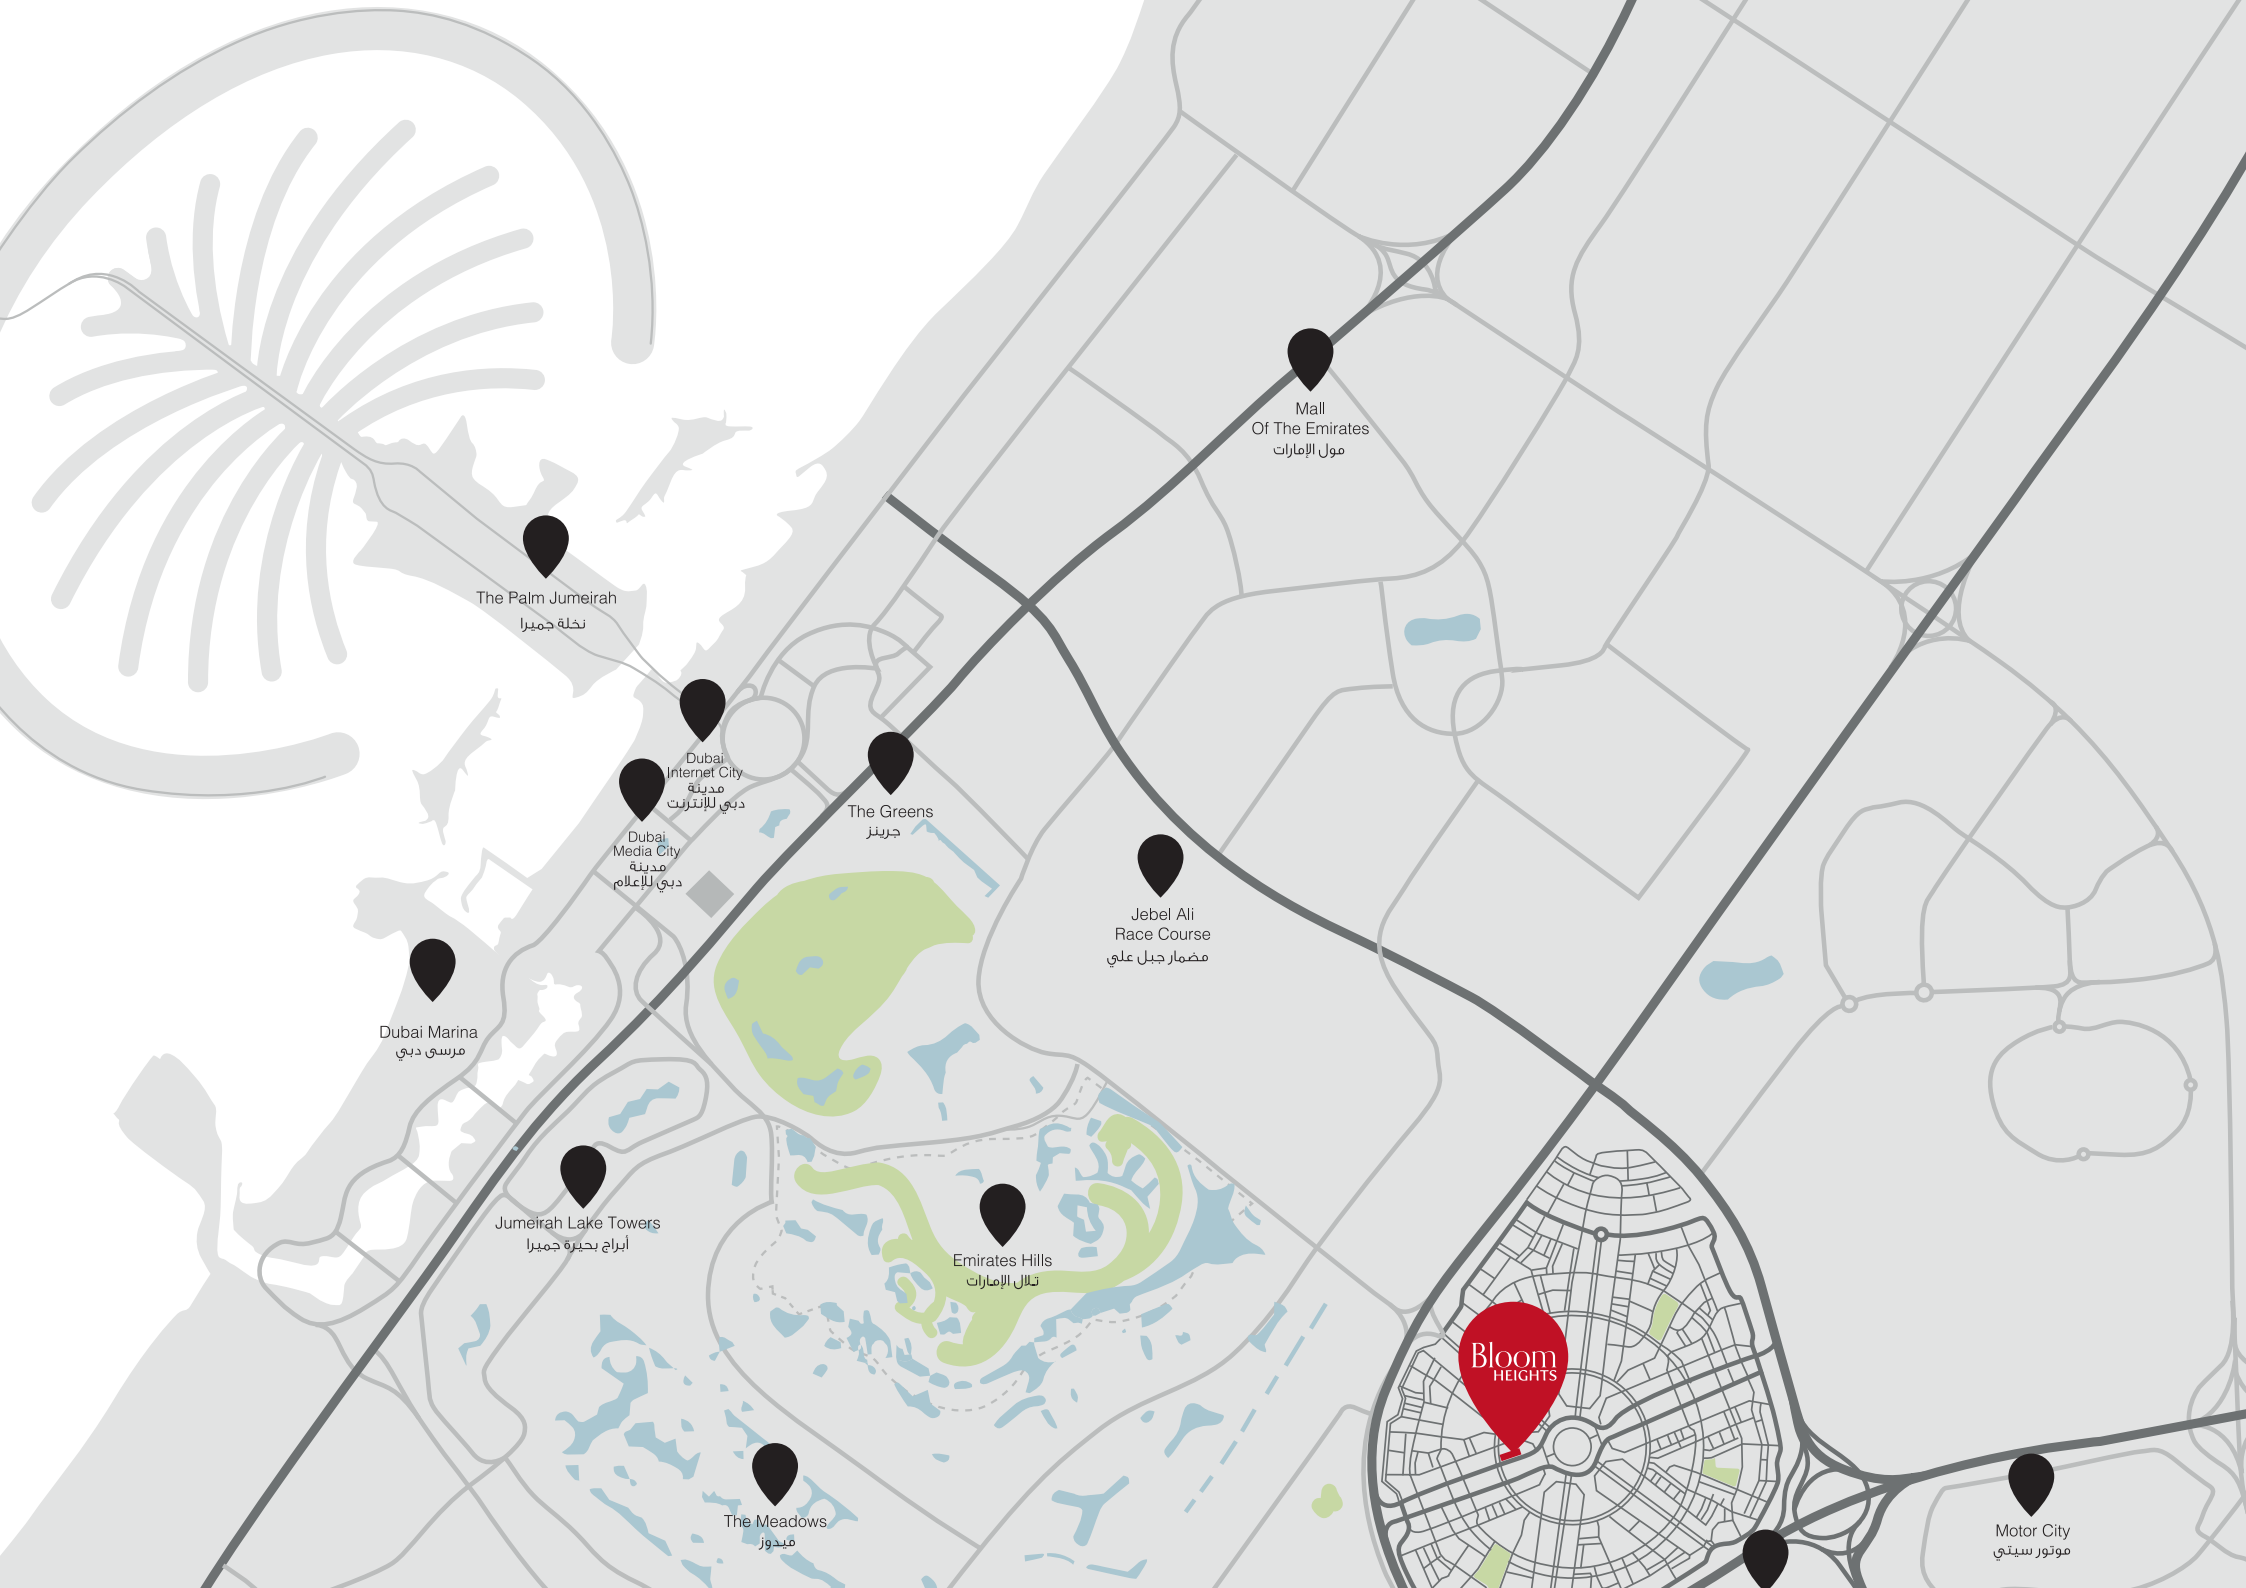 Mall
Of The Emirates
مول الإمارات
The Palm Jumeirah
نخلة جميرا
Dubai
Internet City
مدينة
دبي للإنترنت
The Greens
جرينز
Dubai
Media City
مدينة
دبي للإعلام
Jebel Ali
Race Course
مضمار جبل علي
Dubai Marina
مرسى دبي
Jumeirah Lake Towers
أبراج بحيرة جميرا
Emirates Hills
تلال الإمارات
Bloom
HEIGHTS
The Meadows
ميدوز
Motor City
موتور سيتي